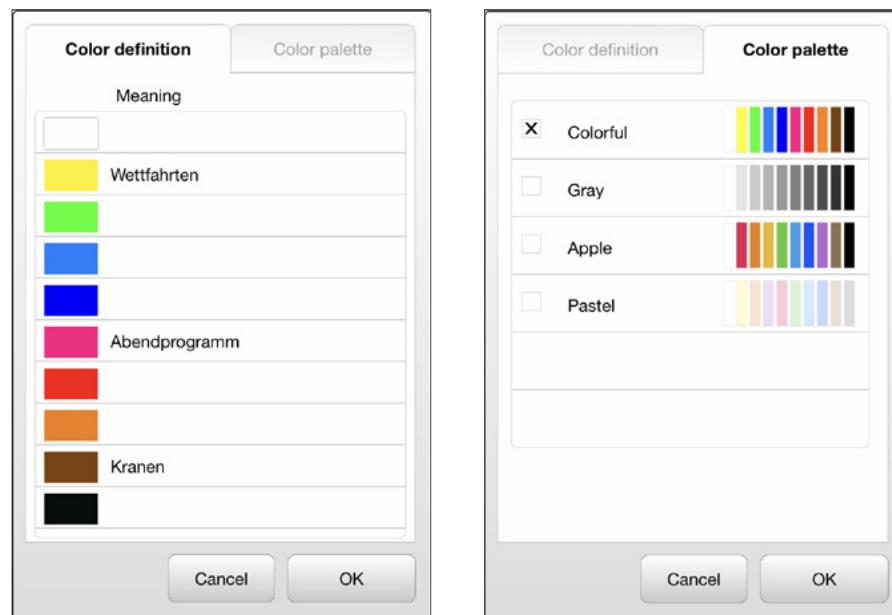 Color definition
Color palette
Meaning
Wettfahrten
Abendprogramm
Kranen
Cancel
OK
Color definition
Color palette
X
Colorful
Gray
Apple
Pastel
Cancel
OK